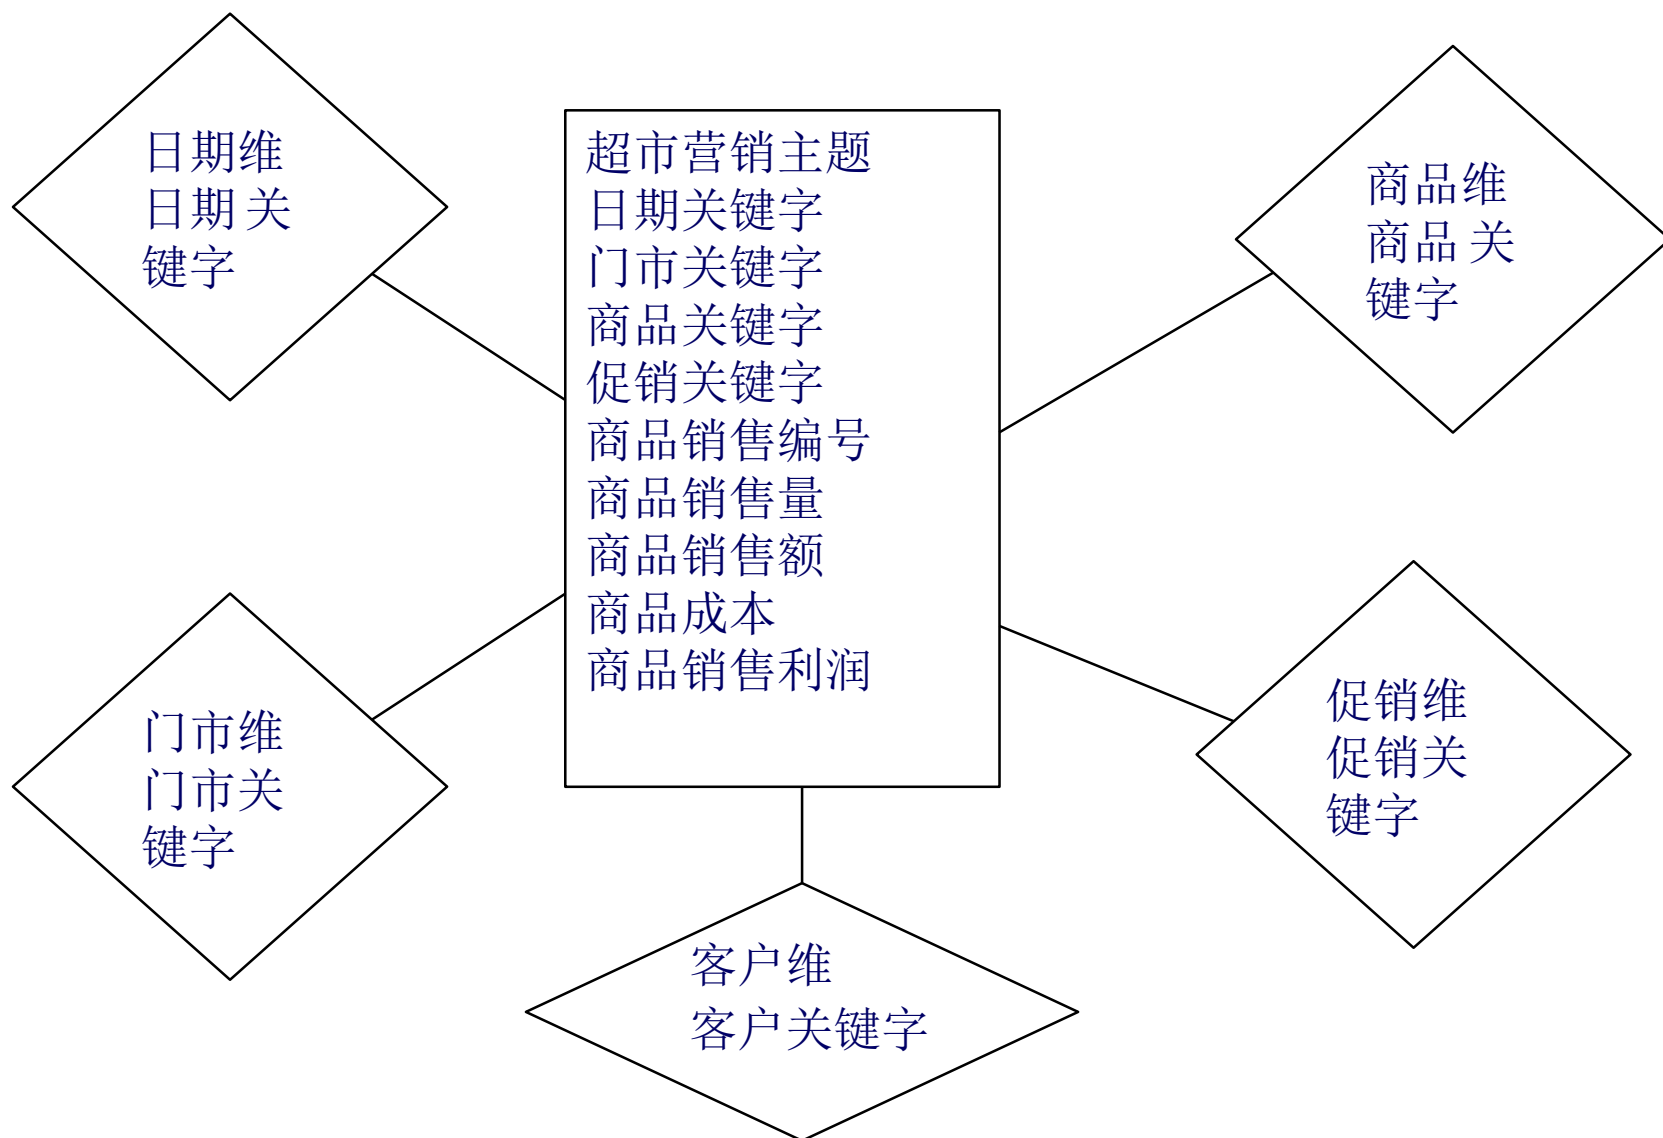 日期维
日期关
键字
超市营销主题
日期关键字
门市关键字
商品关键字
促销关键字
商品销售编号
商品销售量
商品销售额
商品成本
商品销售利润
商品维
商品关
键字
门市维
门市关
键字
促销维
促销关
键字
客户维
客户关键字